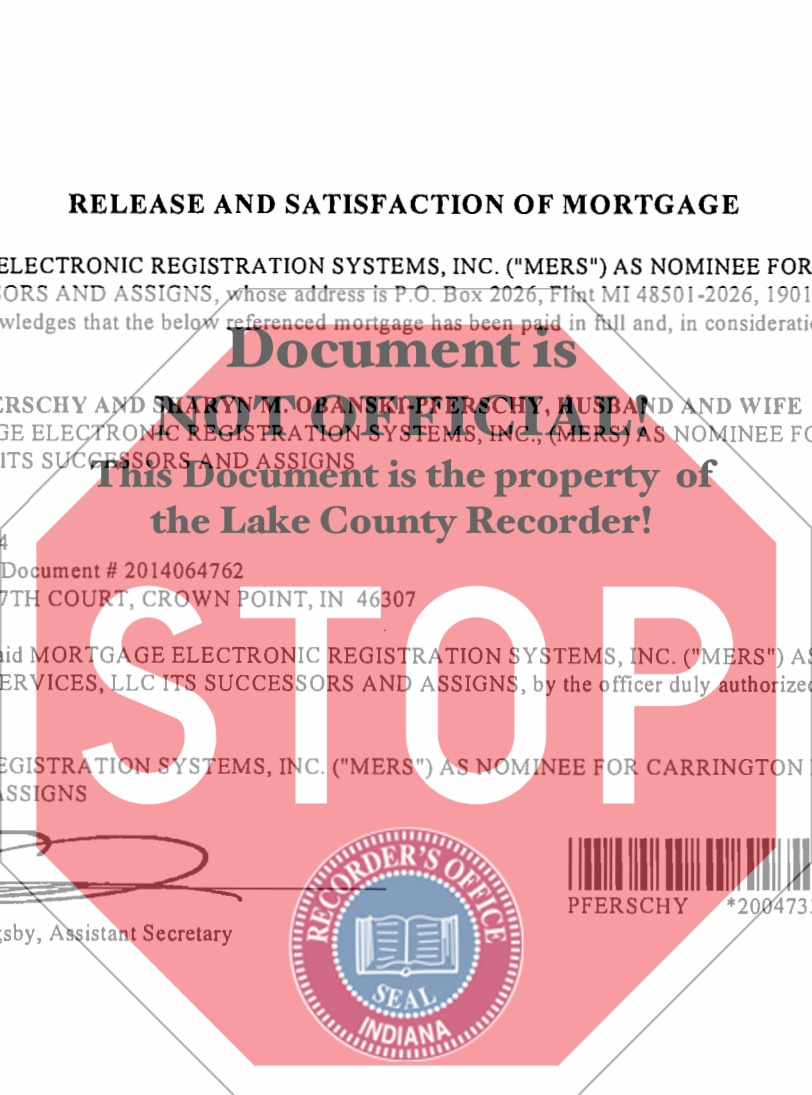 RELEASE AND SATISFACTION OF MORTGAGE
ELECTRONIC REGISTRATION SYSTEMS, INC. ("MERS") AS NOMINEE FOR
ORS AND ASSIGNS, whose address is P.O. Box 2026, Flint MI 48501-2026, 1901
wledges that the below referenced mortgage has been paid in full and, in considerati
Document is
ERSCHY AND SHARYN M. OBANSKI-PFERSCHY, HUSBAND AND WIFE
NOT OFFICIAL!
GE ELECTRONIC REGISTRATION SYSTEMS, INC., (MERS) AS NOMINEE FO
ITS SUCCESSORS AND ASSIGNS
This Document is the property of
the Lake County Recorder!
4
Document # 2014064762
7TH COURT, CROWN POINT, IN 46307
STOP
aid MORTGAGE ELECTRONIC REGISTRATION SYSTEMS, INC. ("MERS") AS
ERVICES, LLC ITS SUCCESSORS AND ASSIGNS, by the officer duly authorized
EGISTRATION SYSTEMS, INC. ("MERS") AS NOMINEE FOR CARRINGTON
ASSIGNS
RECORDER'S OFFICE
PFERSCHY *200473
gsby, Assistant Secretary
SEAL
INDIANA